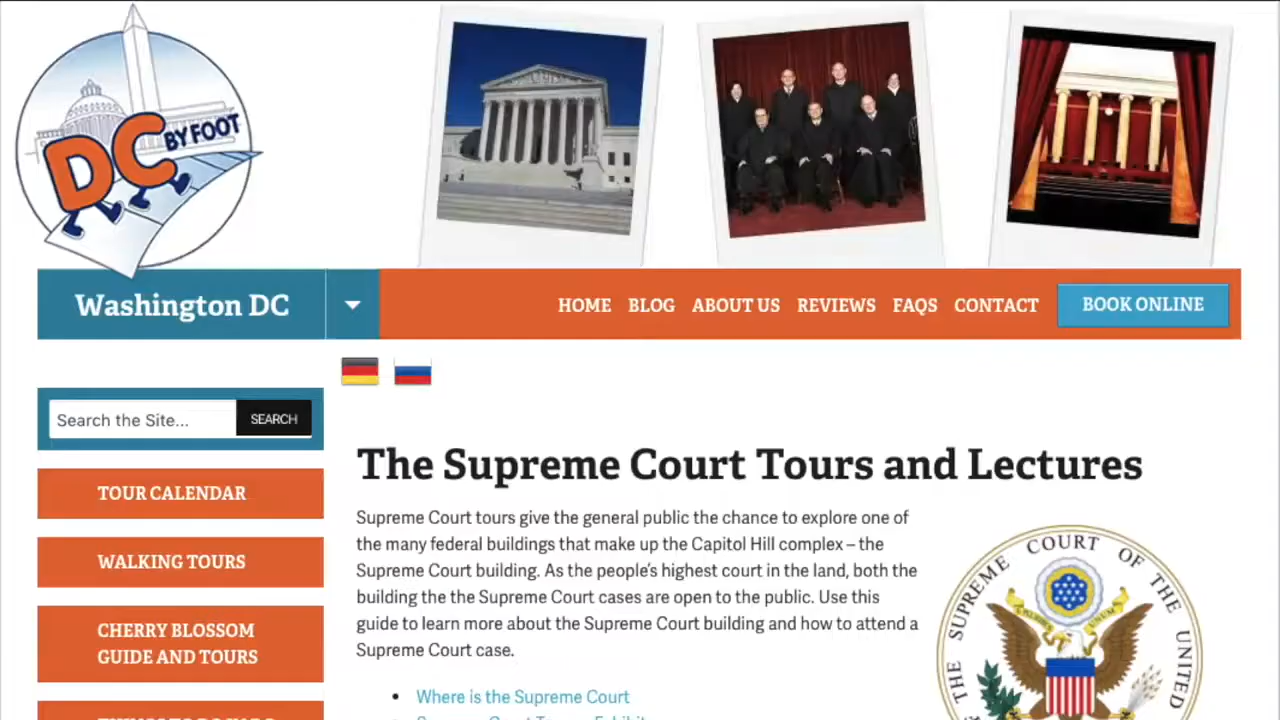 DC BY FOOT
Washington DC
HOME BLOG ABOUT US REVIEWS FAQS CONTACT BOOK ONLINE
Search the Site... SEARCH
TOUR CALENDAR
WALKING TOURS
CHERRY BLOSSOM
GUIDE AND TOURS
The Supreme Court Tours and Lectures
Supreme Court tours give the general public the chance to explore one of
the many federal buildings that make up the Capitol Hill complex – the
Supreme Court building. As the people's highest court in the land, both the
building the the Supreme Court cases are open to the public. Use this
guide to learn more about the Supreme Court building and how to attend a
Supreme Court case.
• Where is the Supreme Court
THE SUPREME COURT OF THE UNITED